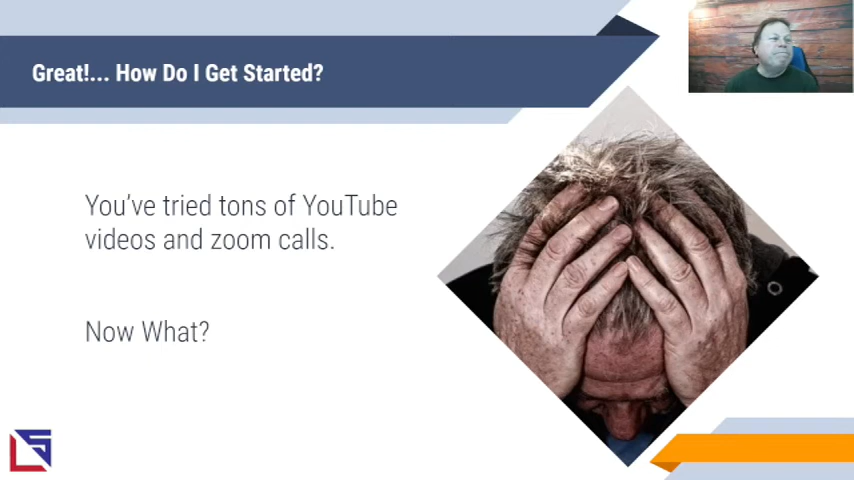 Great!... How Do I Get Started?
You've tried tons of YouTube
videos and zoom calls.
Now What?